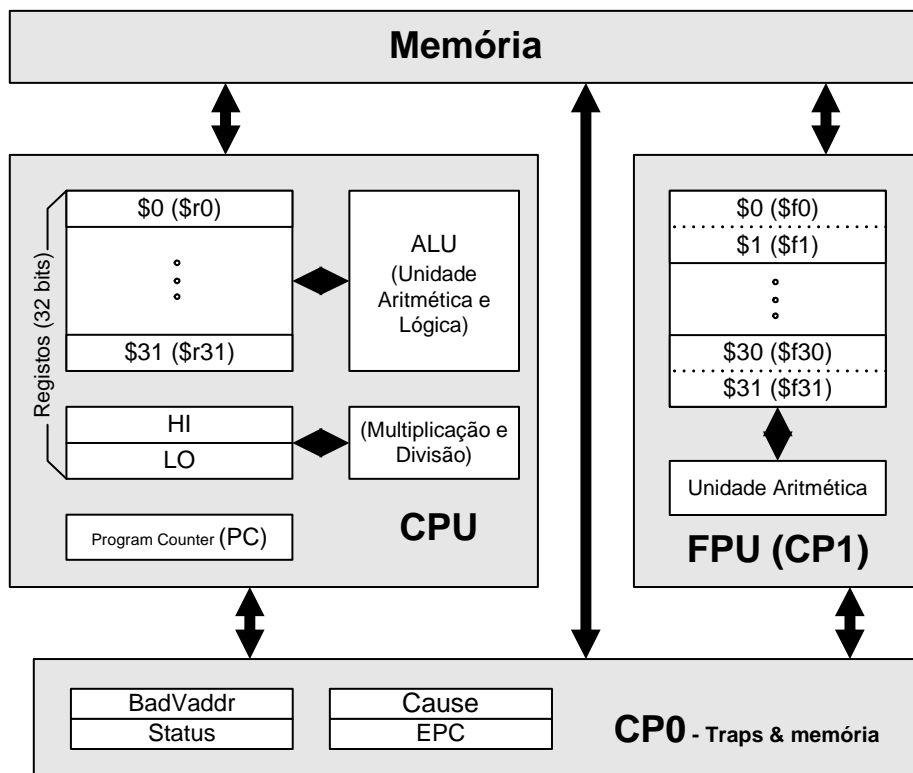 Memória
Registos (32 bits)
$0 ($r0)
$31 ($r31)
ALU
(Unidade
Aritmética e
Lógica)
HI
LO
(Multiplicação e
Divisão)
Program Counter (PC)
CPU
$0 ($f0)
$1 ($f1)
$30 ($f30)
$31 ($f31)
Unidade Aritmética
FPU (CP1)
BadVaddr
Status
Cause
EPC
CP0 - Traps & memória